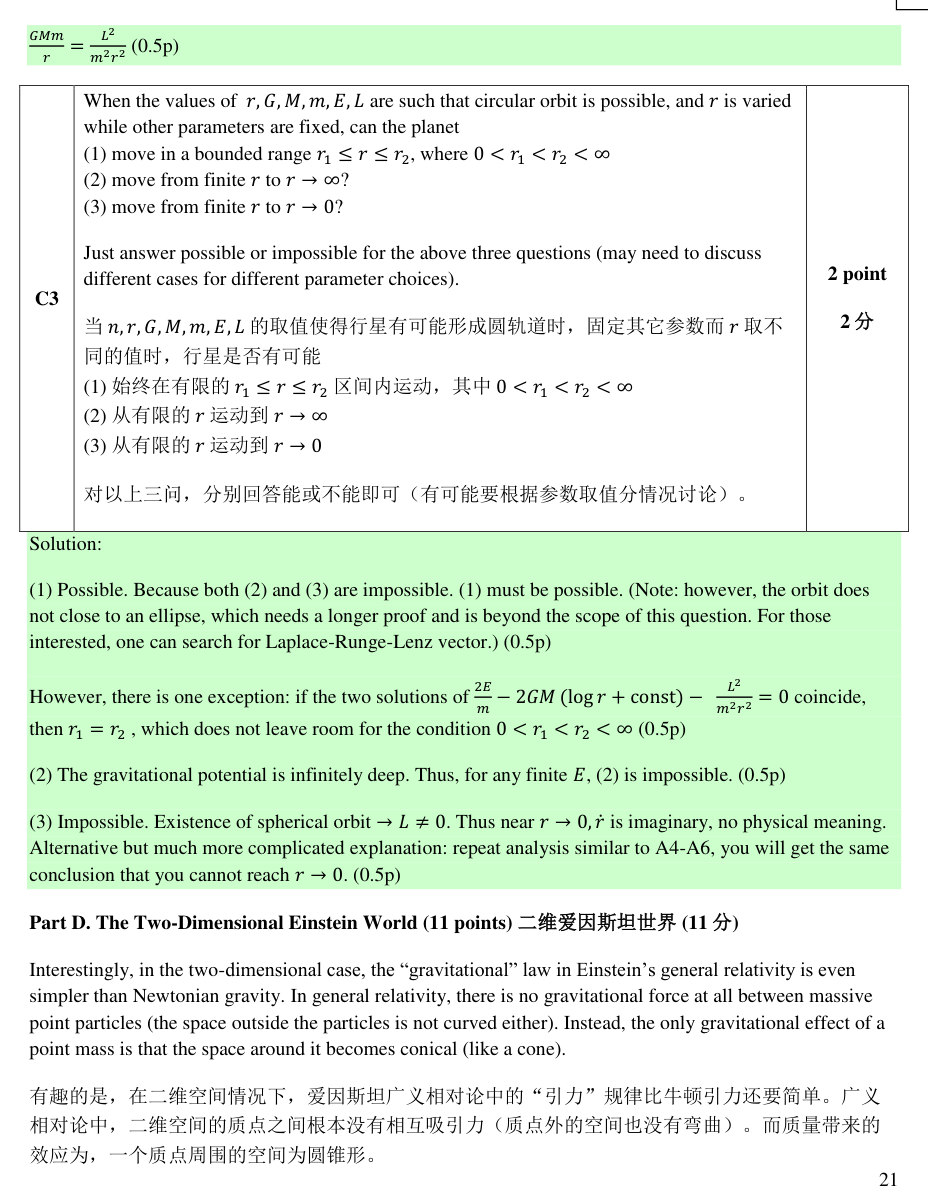 GMm/r = L²/m²r² (0.5p)
When the values of r, G, M, m, E, L are such that circular orbit is possible, and r is varied
while other parameters are fixed, can the planet
(1) move in a bounded range r₁ ≤ r ≤ r₂, where 0 < r₁ < r₂ < ∞
(2) move from finite r to r → ∞?
(3) move from finite r to r → 0?
Just answer possible or impossible for the above three questions (may need to discuss
different cases for different parameter choices).
C3
2 point
2 分
当 n, r, G, M, m, E, L 的取值使得行星有可能形成圆轨道时，固定其它参数而 r 取不
同的值时，行星是否有可能
(1) 始终在有限的 r₁ ≤ r ≤ r₂ 区间内运动，其中 0 < r₁ < r₂ < ∞
(2) 从有限的 r 运动到 r → ∞
(3) 从有限的 r 运动到 r → 0
对以上三问，分别回答能或不能即可（有可能要根据参数取值分情况讨论）。
Solution:
(1) Possible. Because both (2) and (3) are impossible. (1) must be possible. (Note: however, the orbit does
not close to an ellipse, which needs a longer proof and is beyond the scope of this question. For those
interested, one can search for Laplace-Runge-Lenz vector.) (0.5p)
However, there is one exception: if the two solutions of 2E/m − 2GM (log r + const) − L²/m²r² = 0 coincide,
then r₁ = r₂ , which does not leave room for the condition 0 < r₁ < r₂ < ∞ (0.5p)
(2) The gravitational potential is infinitely deep. Thus, for any finite E, (2) is impossible. (0.5p)
(3) Impossible. Existence of spherical orbit → L ≠ 0. Thus near r → 0, ṙ is imaginary, no physical meaning.
Alternative but much more complicated explanation: repeat analysis similar to A4-A6, you will get the same
conclusion that you cannot reach r → 0. (0.5p)
Part D. The Two-Dimensional Einstein World (11 points) 二维爱因斯坦世界 (11 分)
Interestingly, in the two-dimensional case, the “gravitational” law in Einstein’s general relativity is even
simpler than Newtonian gravity. In general relativity, there is no gravitational force at all between massive
point particles (the space outside the particles is not curved either). Instead, the only gravitational effect of a
point mass is that the space around it becomes conical (like a cone).
有趣的是，在二维空间情况下，爱因斯坦广义相对论中的“引力”规律比牛顿引力还要简单。广义
相对论中，二维空间的质点之间根本没有相互吸引力（质点外的空间也没有弯曲）。而质量带来的
效应为，一个质点周围的空间为圆锥形。
21